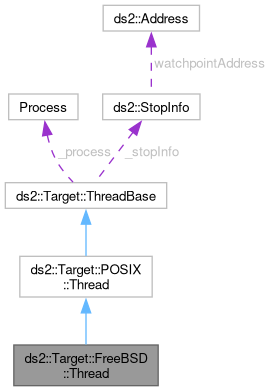 ds2::Address
watchpointAddress
Process
ds2::StopInfo
_process
_stopInfo
ds2::Target::ThreadBase
ds2::Target::POSIX
::Thread
ds2::Target::FreeBSD
::Thread